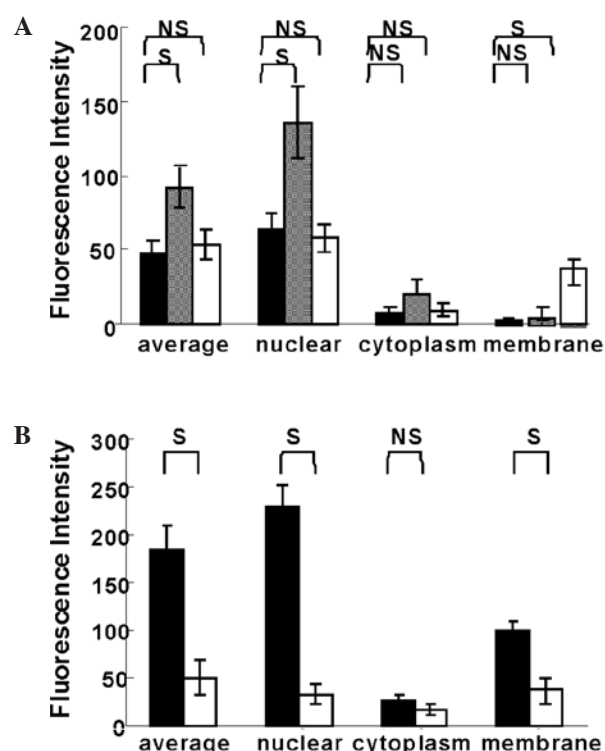 A
Fluorescence Intensity
200
150
100
50
0
NS
S
NS
S
NS
NS
S
NS
average nuclear cytoplasm membrane
B
Fluorescence Intensity
300
250
200
150
100
50
0
S
S
NS
S
average nuclear cytoplasm membrane